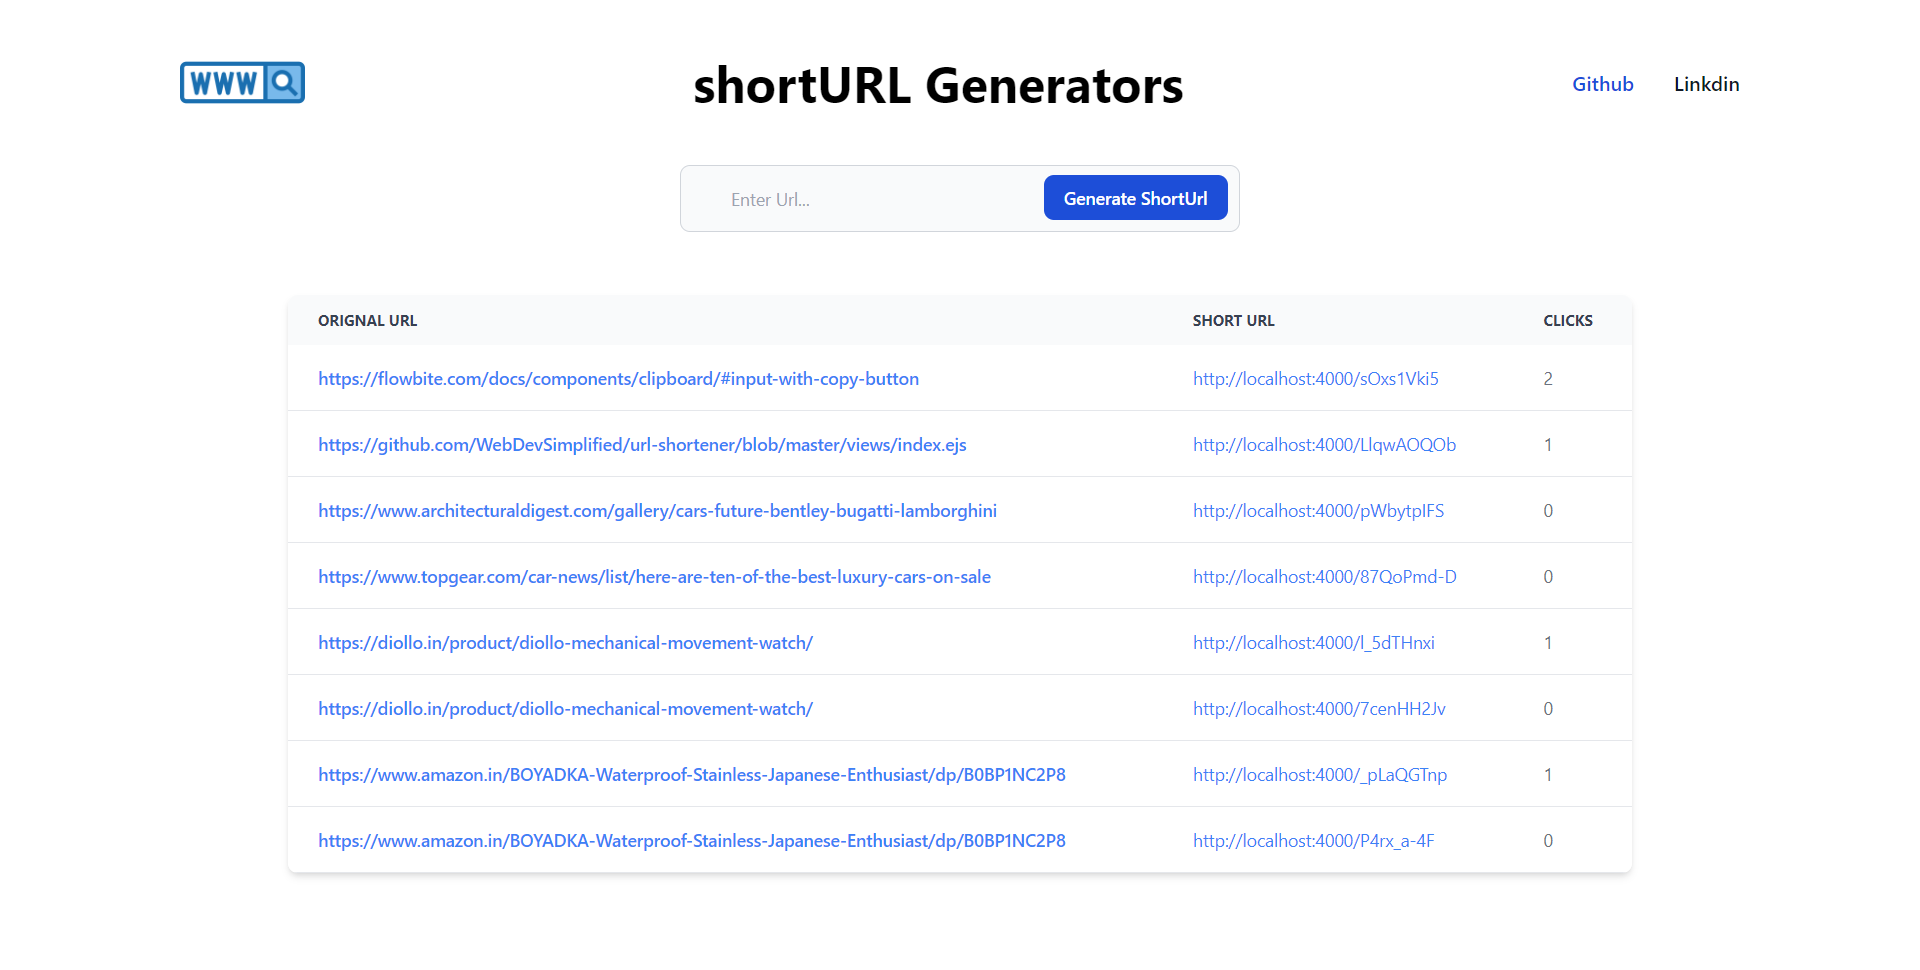 WWW
shortURL Generators
Github
Linkdin
Enter Url...
Generate ShortUrl
ORIGNAL URL SHORT URL CLICKS
https://flowbite.com/docs/components/clipboard/#input-with-copy-button http://localhost:4000/sOxs1Vki5 2
https://github.com/WebDevSimplified/url-shortener/blob/master/views/index.ejs http://localhost:4000/LlqwAOQOb 1
https://www.architecturaldigest.com/gallery/cars-future-bentley-bugatti-lamborghini http://localhost:4000/pWbytpIFS 0
https://www.topgear.com/car-news/list/here-are-ten-of-the-best-luxury-cars-on-sale http://localhost:4000/87QoPmd-D 0
https://diollo.in/product/diollo-mechanical-movement-watch/ http://localhost:4000/l_5dTHnxi 1
https://diollo.in/product/diollo-mechanical-movement-watch/ http://localhost:4000/7cenHH2Jv 0
https://www.amazon.in/BOYADKA-Waterproof-Stainless-Japanese-Enthusiast/dp/B0BP1NC2P8 http://localhost:4000/_pLaQGTnp 1
https://www.amazon.in/BOYADKA-Waterproof-Stainless-Japanese-Enthusiast/dp/B0BP1NC2P8 http://localhost:4000/P4rx_a-4F 0